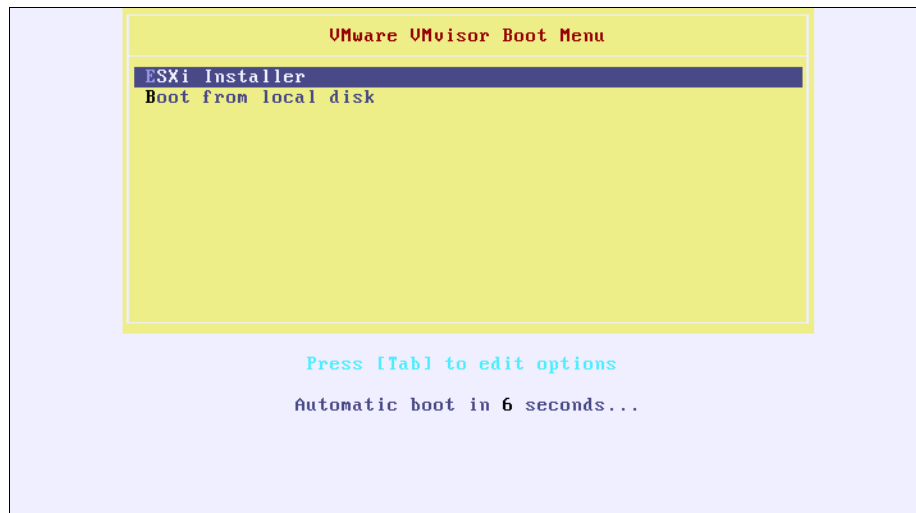 VMware VMvisor Boot Menu
ESXi Installer
Boot from local disk
Press [Tab] to edit options
Automatic boot in 6 seconds...